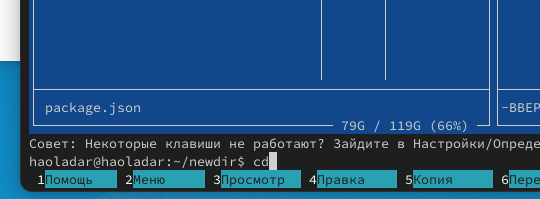 package.json
79G / 119G (66%)
-ВВЕР
Совет: Некоторые клавиши не работают? Зайдите в Настройки/Опреде
haoladar@haoladar:~/newdir$ cd
1Помощь 2Меню 3Просмотр 4Правка 5Копия 6Пере